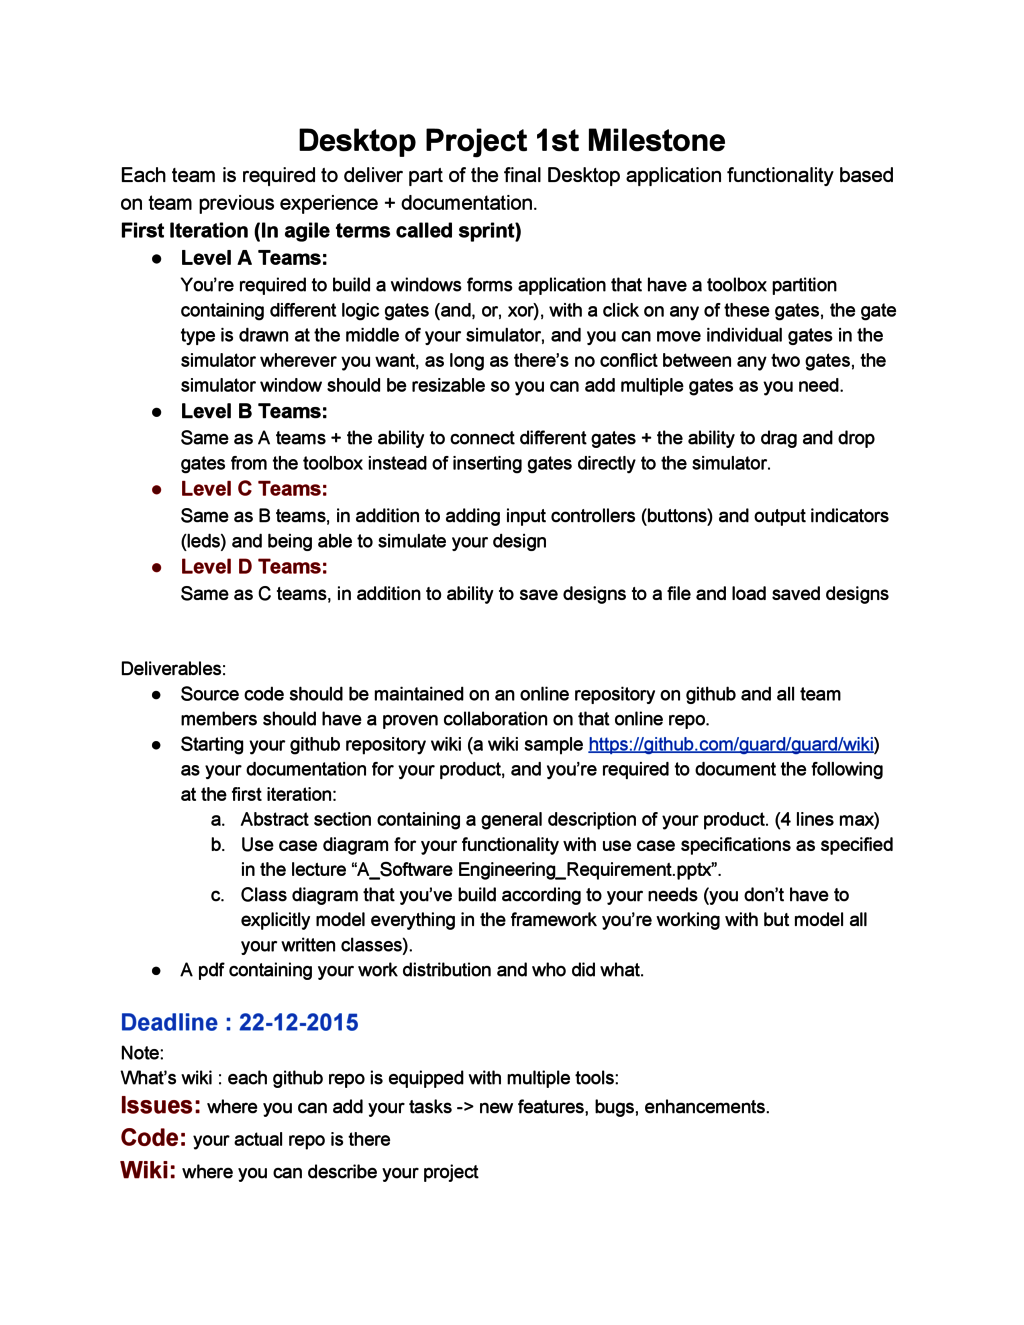 Desktop Project 1st Milestone
Each team is required to deliver part of the final Desktop application functionality based
on team previous experience + documentation.
First Iteration (In agile terms called sprint)
● Level A Teams:
You’re required to build a windows forms application that have a toolbox partition
containing different logic gates (and, or, xor), with a click on any of these gates, the gate
type is drawn at the middle of your simulator, and you can move individual gates in the
simulator wherever you want, as long as there’s no conflict between any two gates, the
simulator window should be resizable so you can add multiple gates as you need.
● Level B Teams:
Same as A teams + the ability to connect different gates + the ability to drag and drop
gates from the toolbox instead of inserting gates directly to the simulator.
● Level C Teams:
Same as B teams, in addition to adding input controllers (buttons) and output indicators
(leds) and being able to simulate your design
● Level D Teams:
Same as C teams, in addition to ability to save designs to a file and load saved designs
Deliverables:
● Source code should be maintained on an online repository on github and all team
members should have a proven collaboration on that online repo.
● Starting your github repository wiki (a wiki sample https://github.com/guard/guard/wiki)
as your documentation for your product, and you’re required to document the following
at the first iteration:
a. Abstract section containing a general description of your product. (4 lines max)
b. Use case diagram for your functionality with use case specifications as specified
in the lecture “A_Software Engineering_Requirement.pptx”.
c. Class diagram that you’ve build according to your needs (you don’t have to
explicitly model everything in the framework you’re working with but model all
your written classes).
● A pdf containing your work distribution and who did what.
Deadline : 22-12-2015
Note:
What’s wiki : each github repo is equipped with multiple tools:
Issues: where you can add your tasks -> new features, bugs, enhancements.
Code: your actual repo is there
Wiki: where you can describe your project